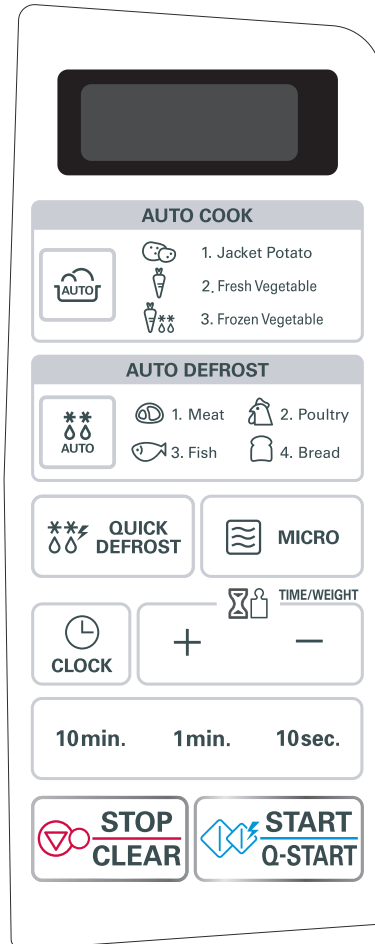 AUTO COOK
AUTO
1. Jacket Potato
2. Fresh Vegetable
3. Frozen Vegetable
AUTO DEFROST
AUTO
1. Meat
2. Poultry
3. Fish
4. Bread
QUICK
DEFROST
MICRO
TIME/WEIGHT
CLOCK
+ −
10min. 1min. 10sec.
STOP
CLEAR
START
Q-START